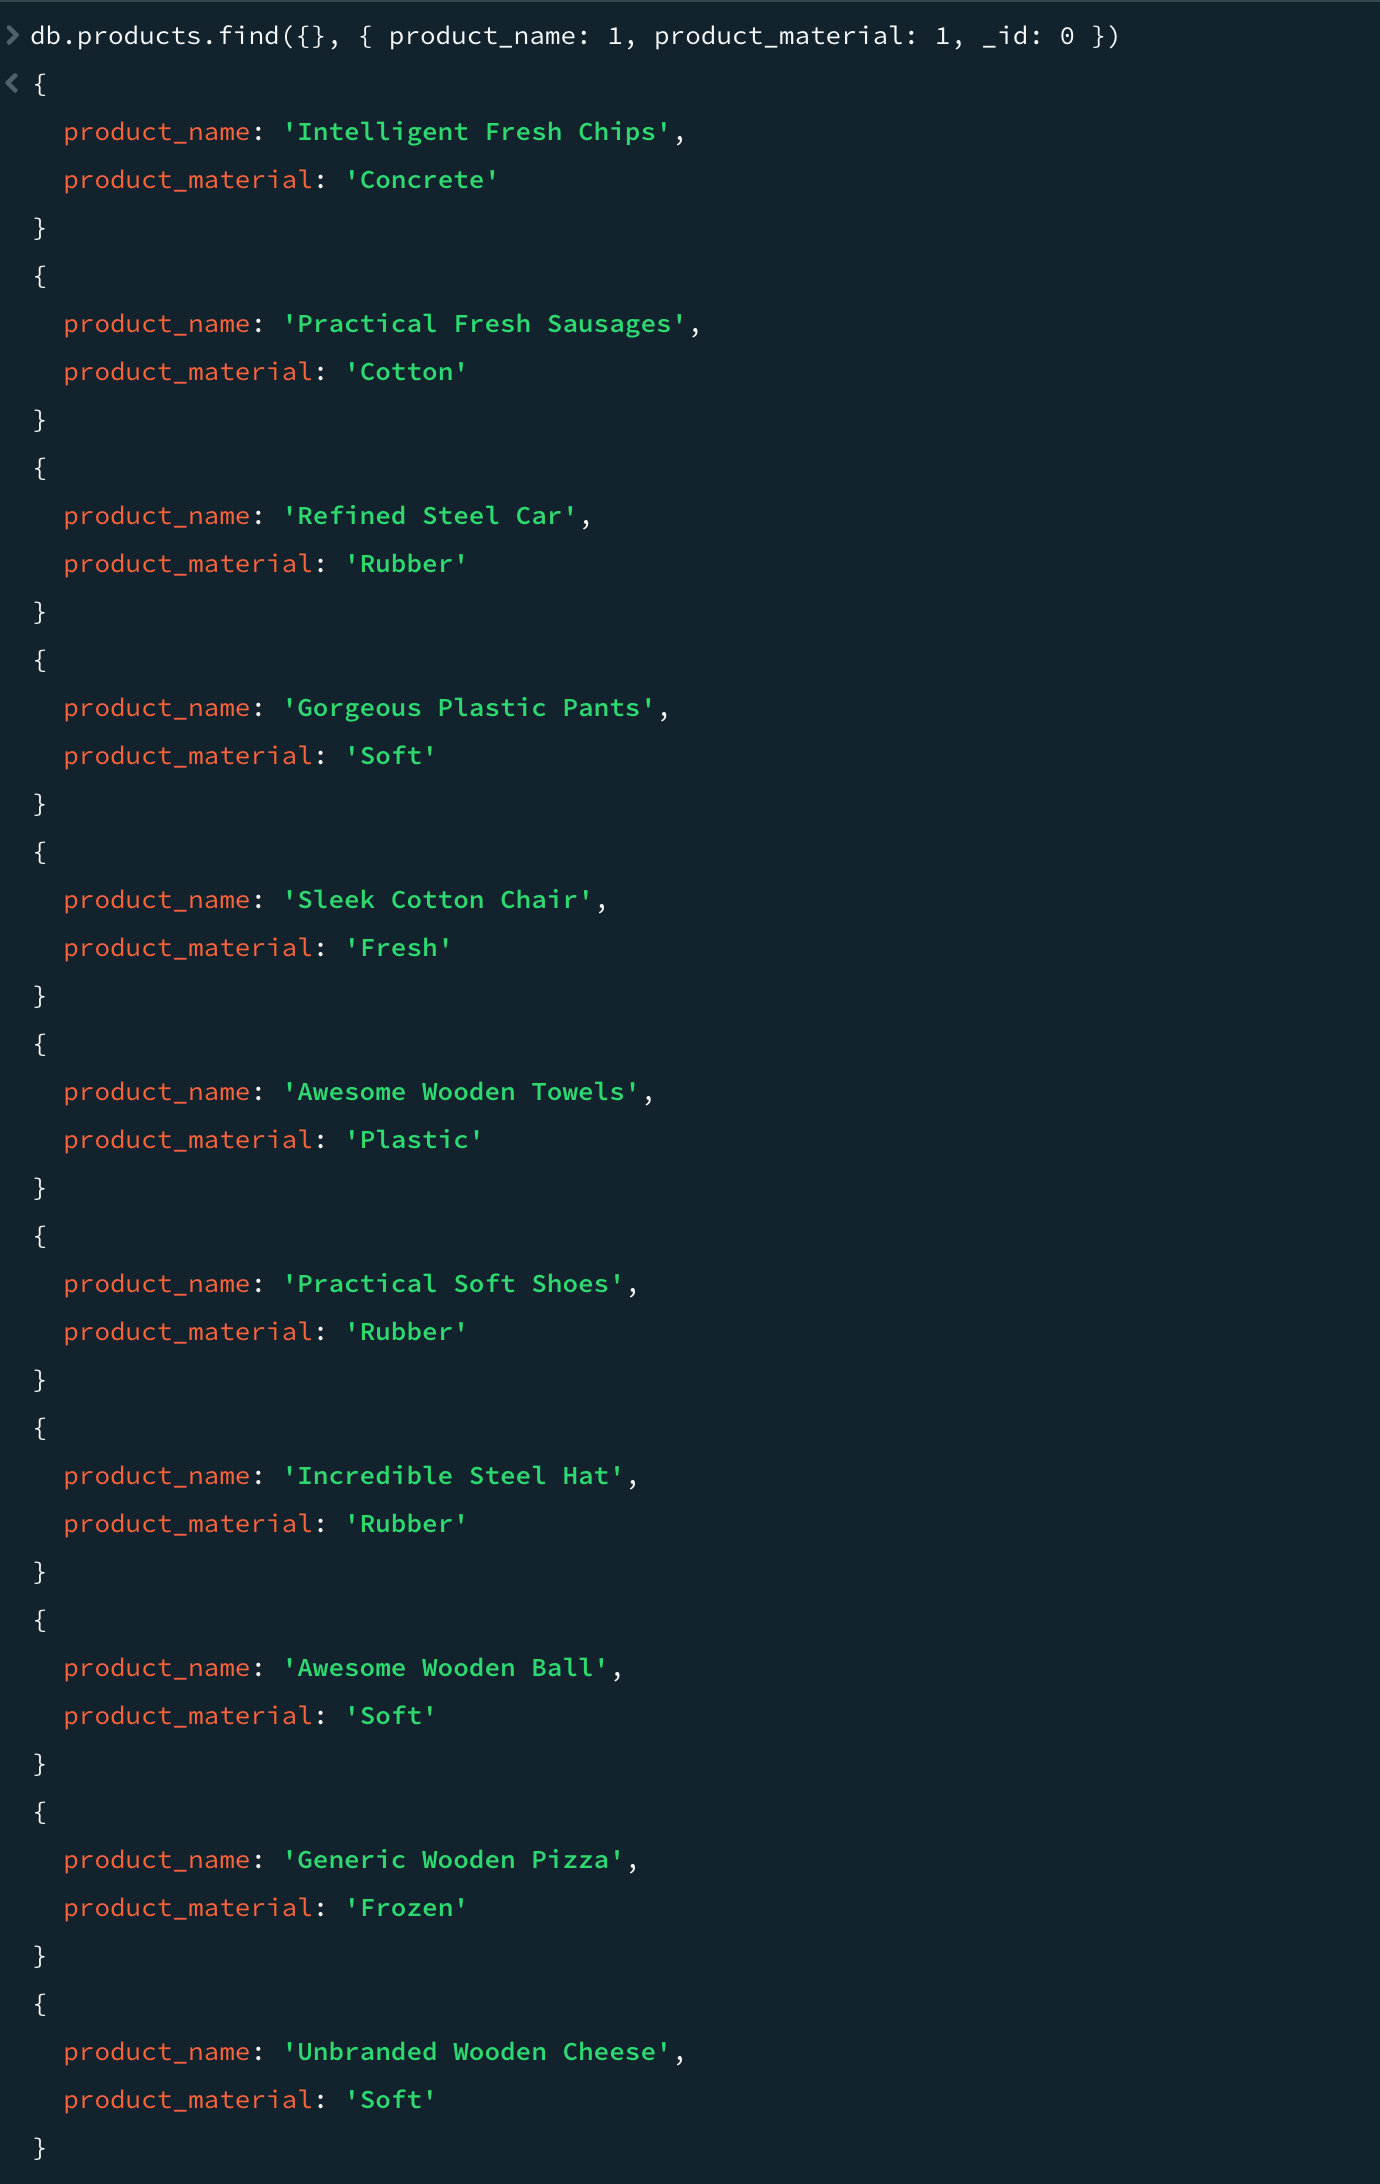 > db.products.find({}, { product_name: 1, product_material: 1, _id: 0 })
< {
  product_name: 'Intelligent Fresh Chips',
  product_material: 'Concrete'
}
{
  product_name: 'Practical Fresh Sausages',
  product_material: 'Cotton'
}
{
  product_name: 'Refined Steel Car',
  product_material: 'Rubber'
}
{
  product_name: 'Gorgeous Plastic Pants',
  product_material: 'Soft'
}
{
  product_name: 'Sleek Cotton Chair',
  product_material: 'Fresh'
}
{
  product_name: 'Awesome Wooden Towels',
  product_material: 'Plastic'
}
{
  product_name: 'Practical Soft Shoes',
  product_material: 'Rubber'
}
{
  product_name: 'Incredible Steel Hat',
  product_material: 'Rubber'
}
{
  product_name: 'Awesome Wooden Ball',
  product_material: 'Soft'
}
{
  product_name: 'Generic Wooden Pizza',
  product_material: 'Frozen'
}
{
  product_name: 'Unbranded Wooden Cheese',
  product_material: 'Soft'
}